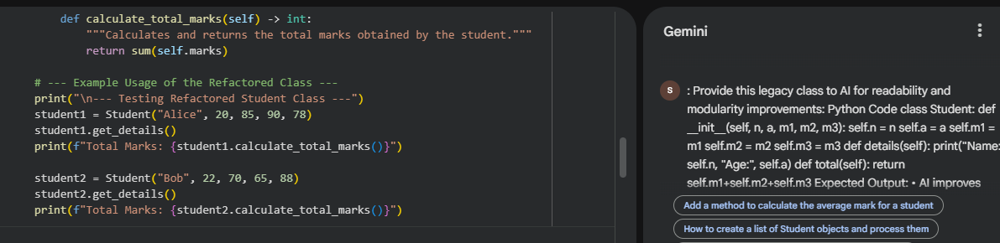 def calculate_total_marks(self) -> int:
"""Calculates and returns the total marks obtained by the student."""
return sum(self.marks)
# --- Example Usage of the Refactored Class ---
print("\n--- Testing Refactored Student Class ---")
student1 = Student("Alice", 20, 85, 90, 78)
student1.get_details()
print(f"Total Marks: {student1.calculate_total_marks()}")
student2 = Student("Bob", 22, 70, 65, 88)
student2.get_details()
print(f"Total Marks: {student2.calculate_total_marks()}")
Gemini
S
: Provide this legacy class to AI for readability and
modularity improvements: Python Code class Student: def
__init__(self, n, a, m1, m2, m3): self.n = n self.a = a self.m1 =
m1 self.m2 = m2 self.m3 = m3 def details(self): print("Name:
self.n, "Age:", self.a) def total(self): return
self.m1+self.m2+self.m3 Expected Output: • AI improves
Add a method to calculate the average mark for a student
How to create a list of Student objects and process them